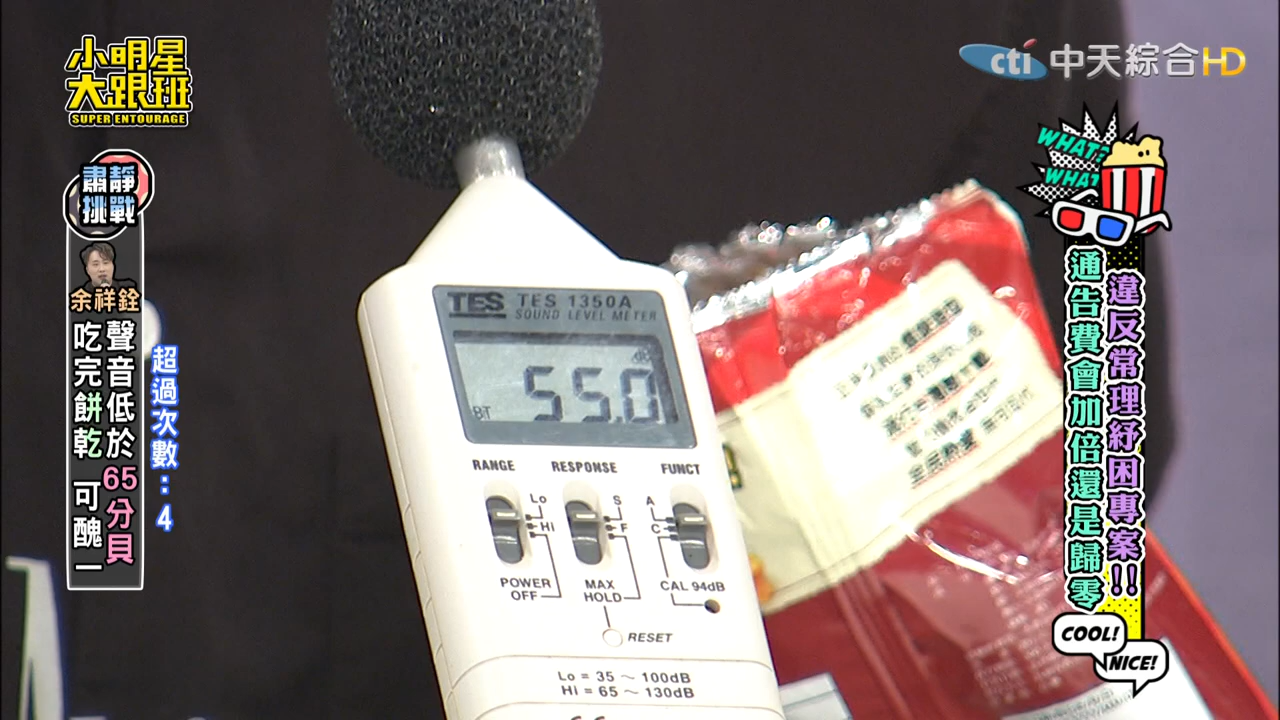 小明星
大跟班
SUPER ENTOURAGE
cti 中天綜合HD
肅靜
挑戰
余祥銓
聲音低於65分貝
吃完餅乾 可醜一
超過次數：4
WHAT?
WHAT
違反常理紓困專案!!
通告費會加倍還是歸零
COOL!
NICE!
TES TES 1350A
SOUND LEVEL METER
dB
55.0
BT
RANGE RESPONSE FUNCT
Lo S A
Hi F C
POWER OFF
MAX HOLD
CAL 94dB
RESET
Lo = 35 ~ 100dB
Hi = 65 ~ 130dB